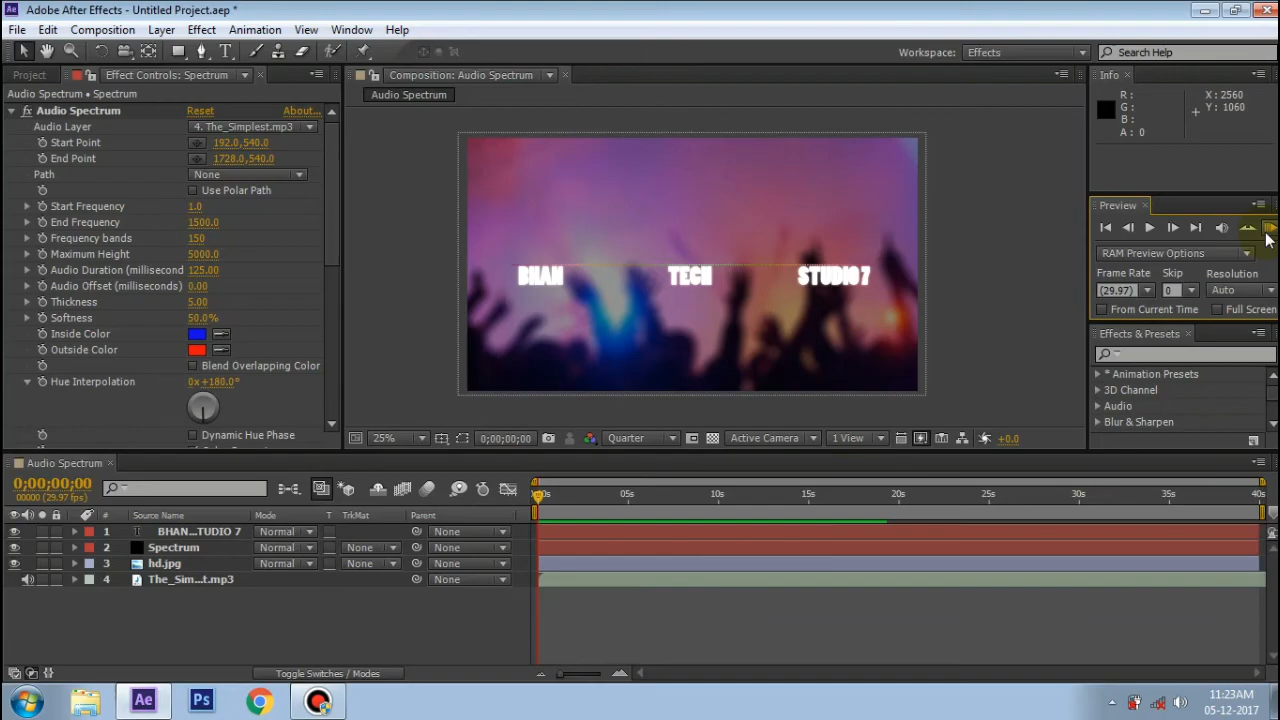 Adobe After Effects - Untitled Project.aep *
File Edit Composition Layer Effect Animation View Window Help
Workspace: Effects Search Help
Project Effect Controls: Spectrum Composition: Audio Spectrum Info
Audio Spectrum • Spectrum
Audio Spectrum
R :
G :
B :
A : 0
X : 2560
Y : 1060
Audio Spectrum Reset About...
Audio Layer 4. The_Simplest.mp3
Start Point 192.0,540.0
End Point 1728.0,540.0
Path None
Use Polar Path
Start Frequency 1.0
End Frequency 1500.0
Frequency bands 150
Maximum Height 5000.0
Audio Duration (millisecond 125.00
Audio Offset (milliseconds) 0.00
Thickness 5.00
Softness 50.0%
Inside Color
Outside Color
Blend Overlapping Color
Hue Interpolation 0x +180.0°
Dynamic Hue Phase
BHAN TECH STUDIO7
Preview
RAM Preview Options
Frame Rate Skip Resolution
(29.97) 0 Auto
From Current Time Full Screen
Effects & Presets
* Animation Presets
3D Channel
Audio
Blur & Sharpen
25% 0;00;00;00 Quarter Active Camera 1 View +0.0
Audio Spectrum
0;00;00;00
00000 (29.97 fps)
05s 10s 15s 20s 25s 30s 35s 40s
# Source Name Mode T TrkMat Parent
1 T BHAN...TUDIO 7 Normal None
2 Spectrum Normal None None
3 hd.jpg Normal None None
4 The_Sim...t.mp3 None
Toggle Switches / Modes
Ae Ps
11:23AM
05-12-2017